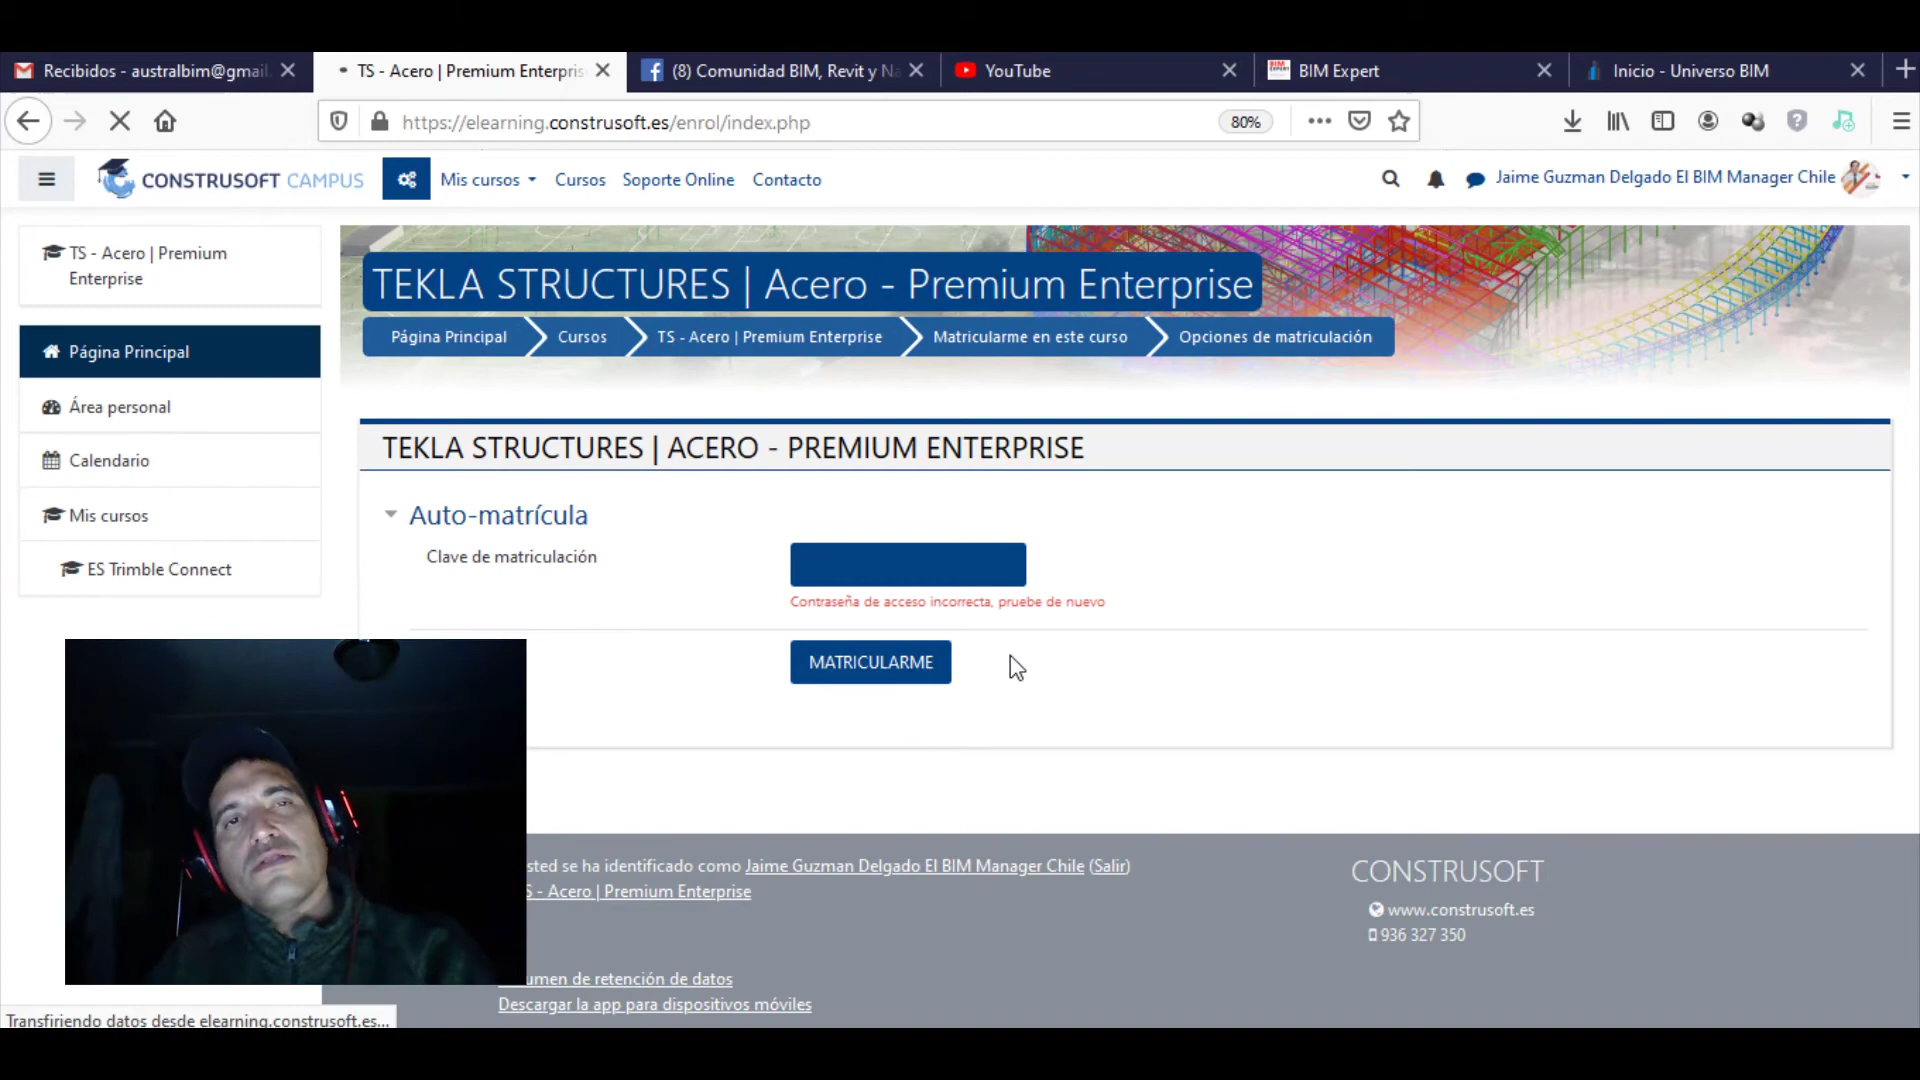 Recibidos - australbim@gmail.
TS - Acero | Premium Enterpris
(8) Comunidad BIM, Revit y Na
YouTube
BIM Expert
Inicio - Universo BIM
https://elearning.construsoft.es/enrol/index.php
80%
CONSTRUSOFT CAMPUS
Mis cursos
Cursos
Soporte Online
Contacto
Jaime Guzman Delgado El BIM Manager Chile
TS - Acero | Premium
Enterprise
Página Principal
Área personal
Calendario
Mis cursos
ES Trimble Connect
TEKLA STRUCTURES | Acero - Premium Enterprise
Página Principal
Cursos
TS - Acero | Premium Enterprise
Matricularme en este curso
Opciones de matriculación
TEKLA STRUCTURES | ACERO - PREMIUM ENTERPRISE
Auto-matrícula
Clave de matriculación
Contraseña de acceso incorrecta, pruebe de nuevo
MATRICULARME
sted se ha identificado como Jaime Guzman Delgado El BIM Manager Chile (Salir)
S - Acero | Premium Enterprise
umen de retención de datos
Descargar la app para dispositivos móviles
CONSTRUSOFT
www.construsoft.es
936 327 350
Transfiriendo datos desde elearning.construsoft.es...